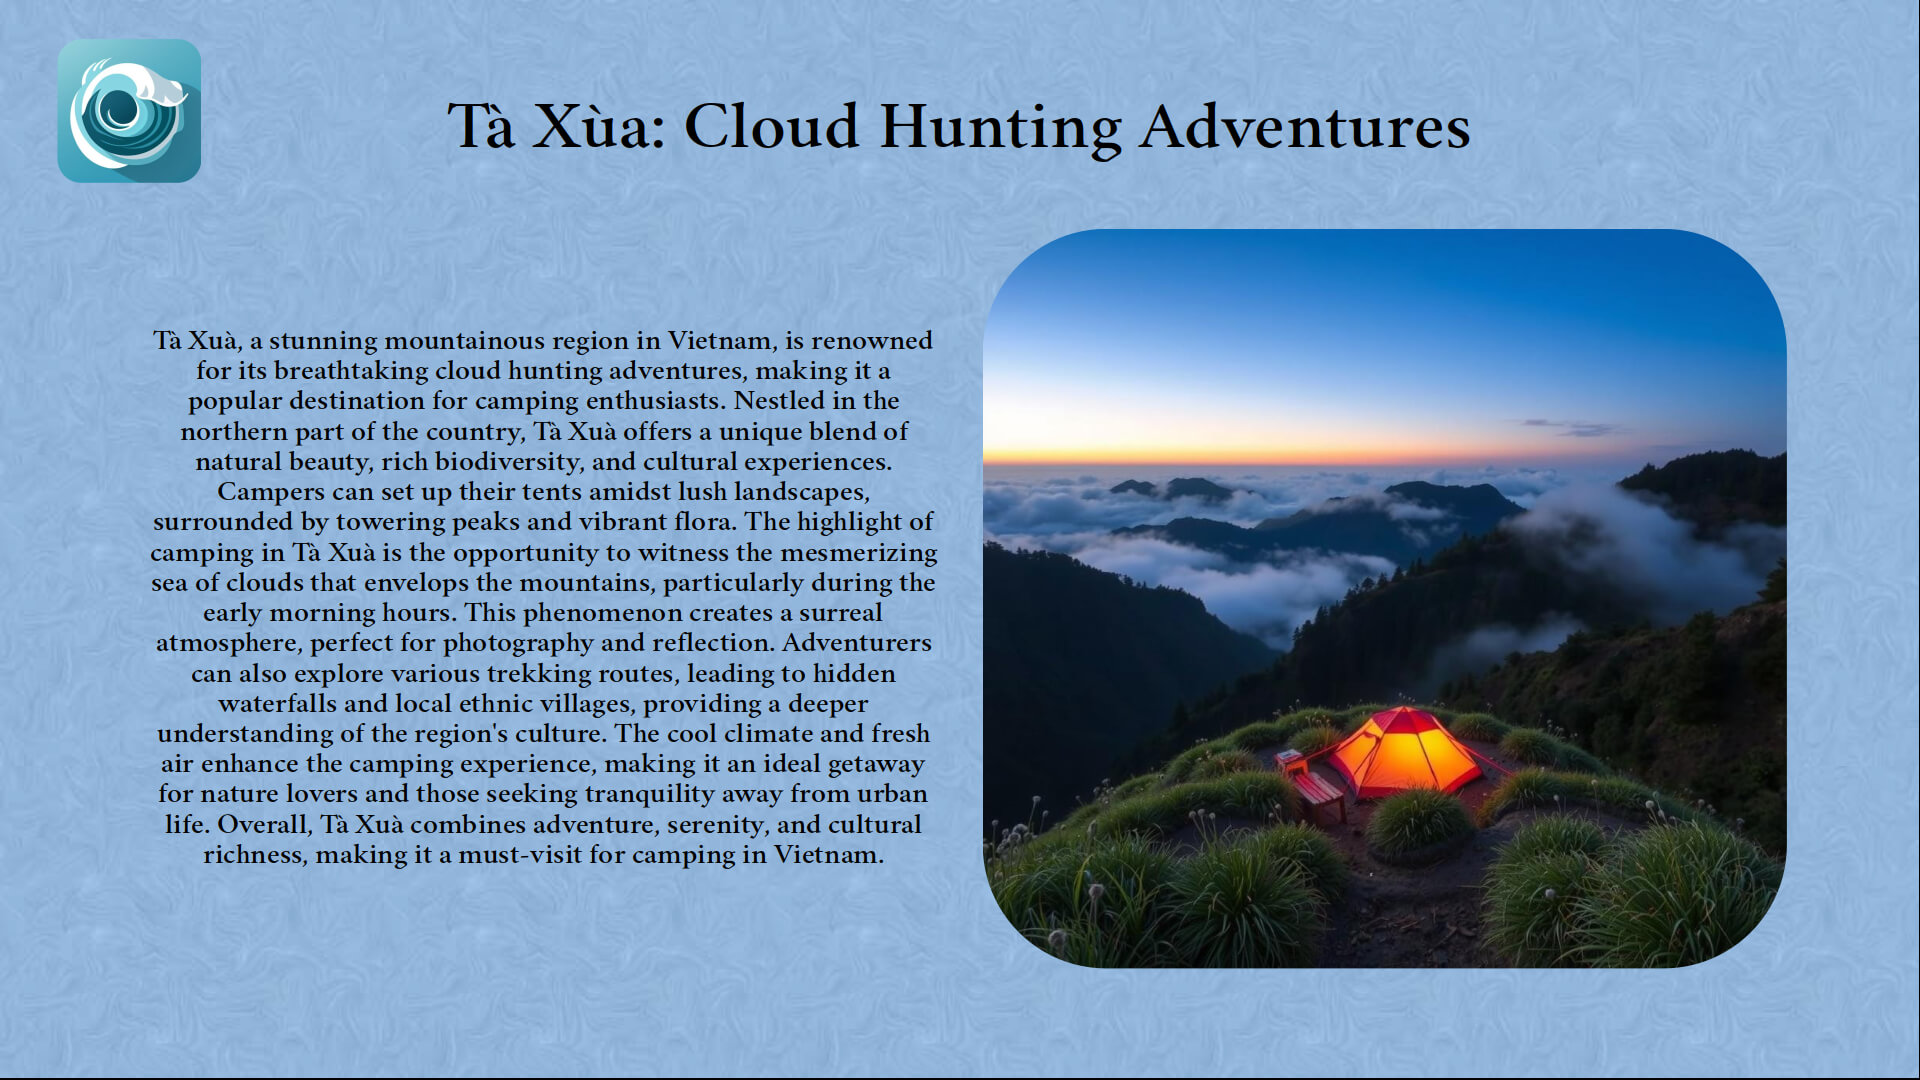 Tà Xùa: Cloud Hunting Adventures
Tà Xuà, a stunning mountainous region in Vietnam, is renowned
for its breathtaking cloud hunting adventures, making it a
popular destination for camping enthusiasts. Nestled in the
northern part of the country, Tà Xuà offers a unique blend of
natural beauty, rich biodiversity, and cultural experiences.
Campers can set up their tents amidst lush landscapes,
surrounded by towering peaks and vibrant flora. The highlight of
camping in Tà Xuà is the opportunity to witness the mesmerizing
sea of clouds that envelops the mountains, particularly during the
early morning hours. This phenomenon creates a surreal
atmosphere, perfect for photography and reflection. Adventurers
can also explore various trekking routes, leading to hidden
waterfalls and local ethnic villages, providing a deeper
understanding of the region's culture. The cool climate and fresh
air enhance the camping experience, making it an ideal getaway
for nature lovers and those seeking tranquility away from urban
life. Overall, Tà Xuà combines adventure, serenity, and cultural
richness, making it a must-visit for camping in Vietnam.